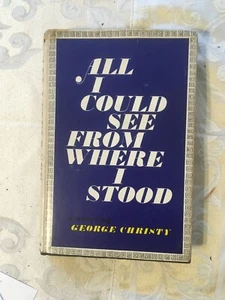 ALL
I
COULD
SEE
FROM
WHERE
I
STOOD
GEORGE CHRISTY